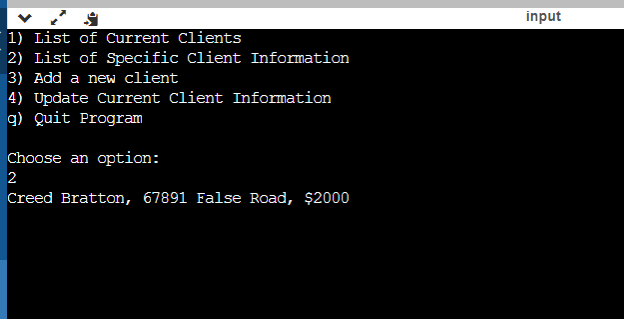 input
1) List of Current Clients
2) List of Specific Client Information
3) Add a new client
4) Update Current Client Information
q) Quit Program
Choose an option:
2
Creed Bratton, 67891 False Road, $2000